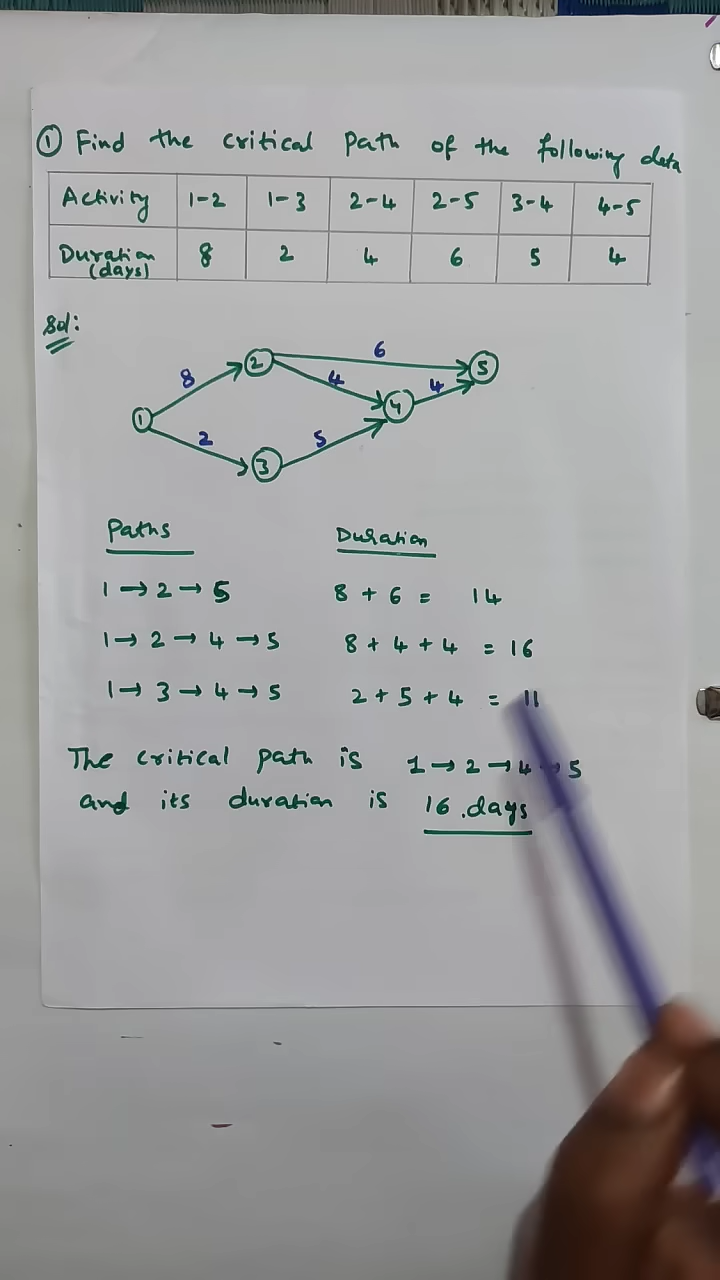 ① Find the critical path of the following data
Activity 1-2 1-3 2-4 2-5 3-4 4-5
Duration (days) 8 2 4 6 5 4
Sol:
6
2 5
8 4 4
4
1
2 5
3
Paths Duration
1 → 2 → 5 8 + 6 = 14
1 → 2 → 4 → 5 8 + 4 + 4 = 16
1 → 3 → 4 → 5 2 + 5 + 4 = 11
The critical path is 1 → 2 → 4 → 5
and its duration is 16 days